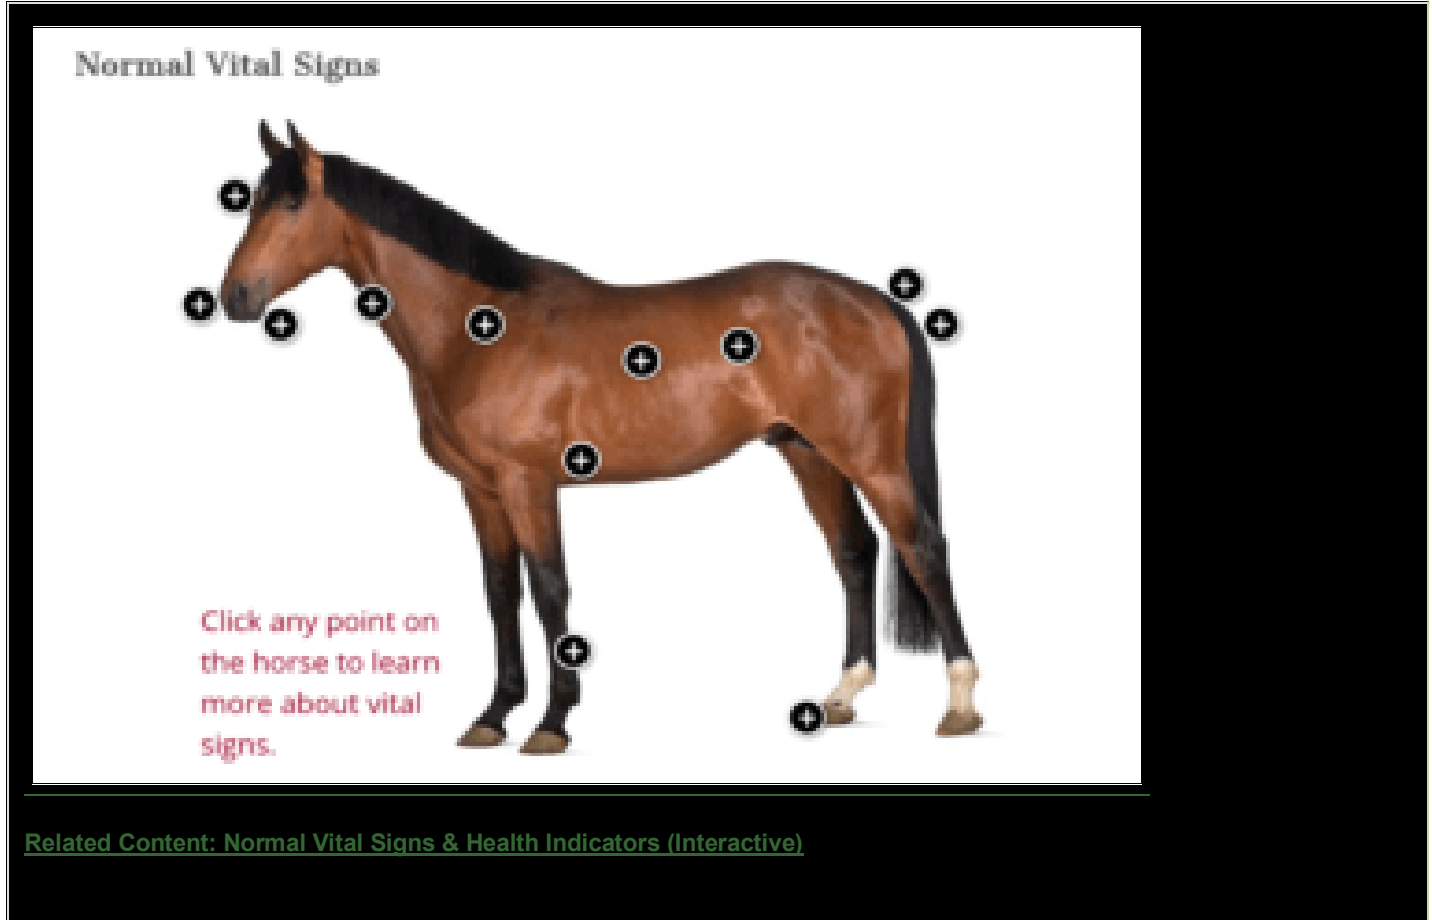 Normal Vital Signs
Click any point on
the horse to learn
more about vital
signs.
Related Content: Normal Vital Signs & Health Indicators (Interactive)